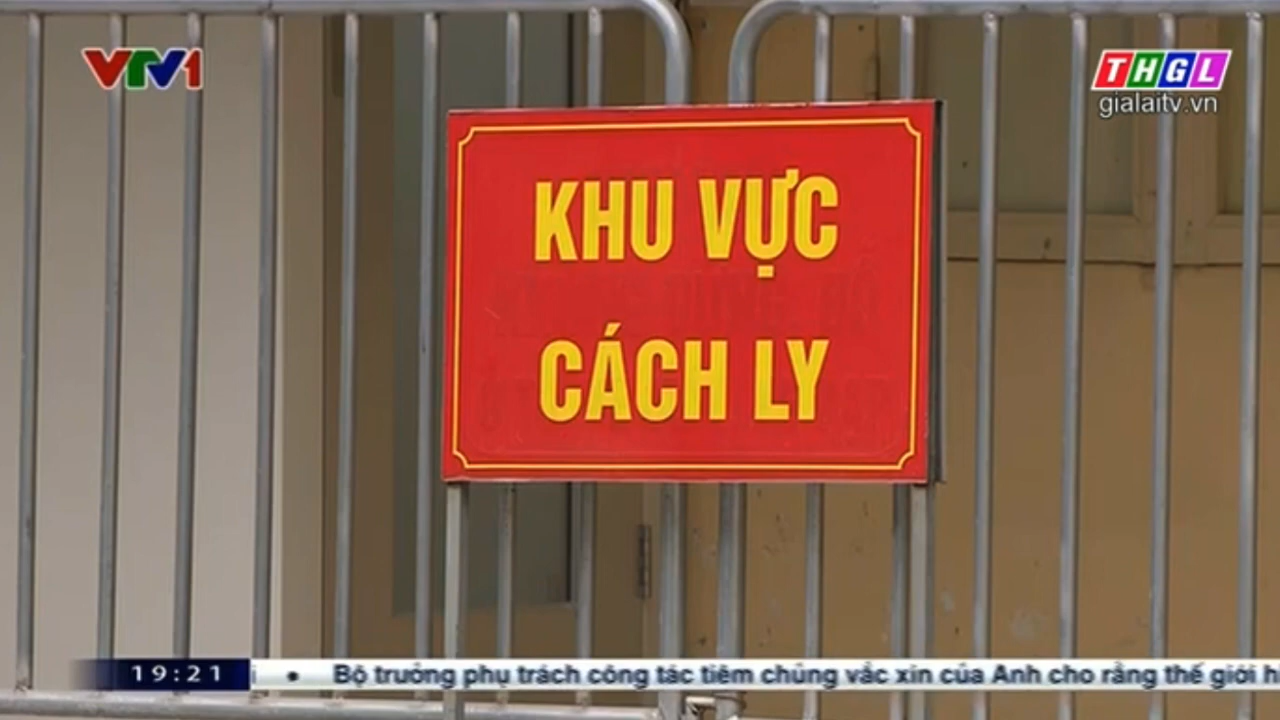 VTV1
THGL
gialaitv.vn
KHU VỰC
CÁCH LY
19:21
i • Bộ trưởng phụ trách công tác tiêm chủng vắc xin của Anh cho rằng thế giới h